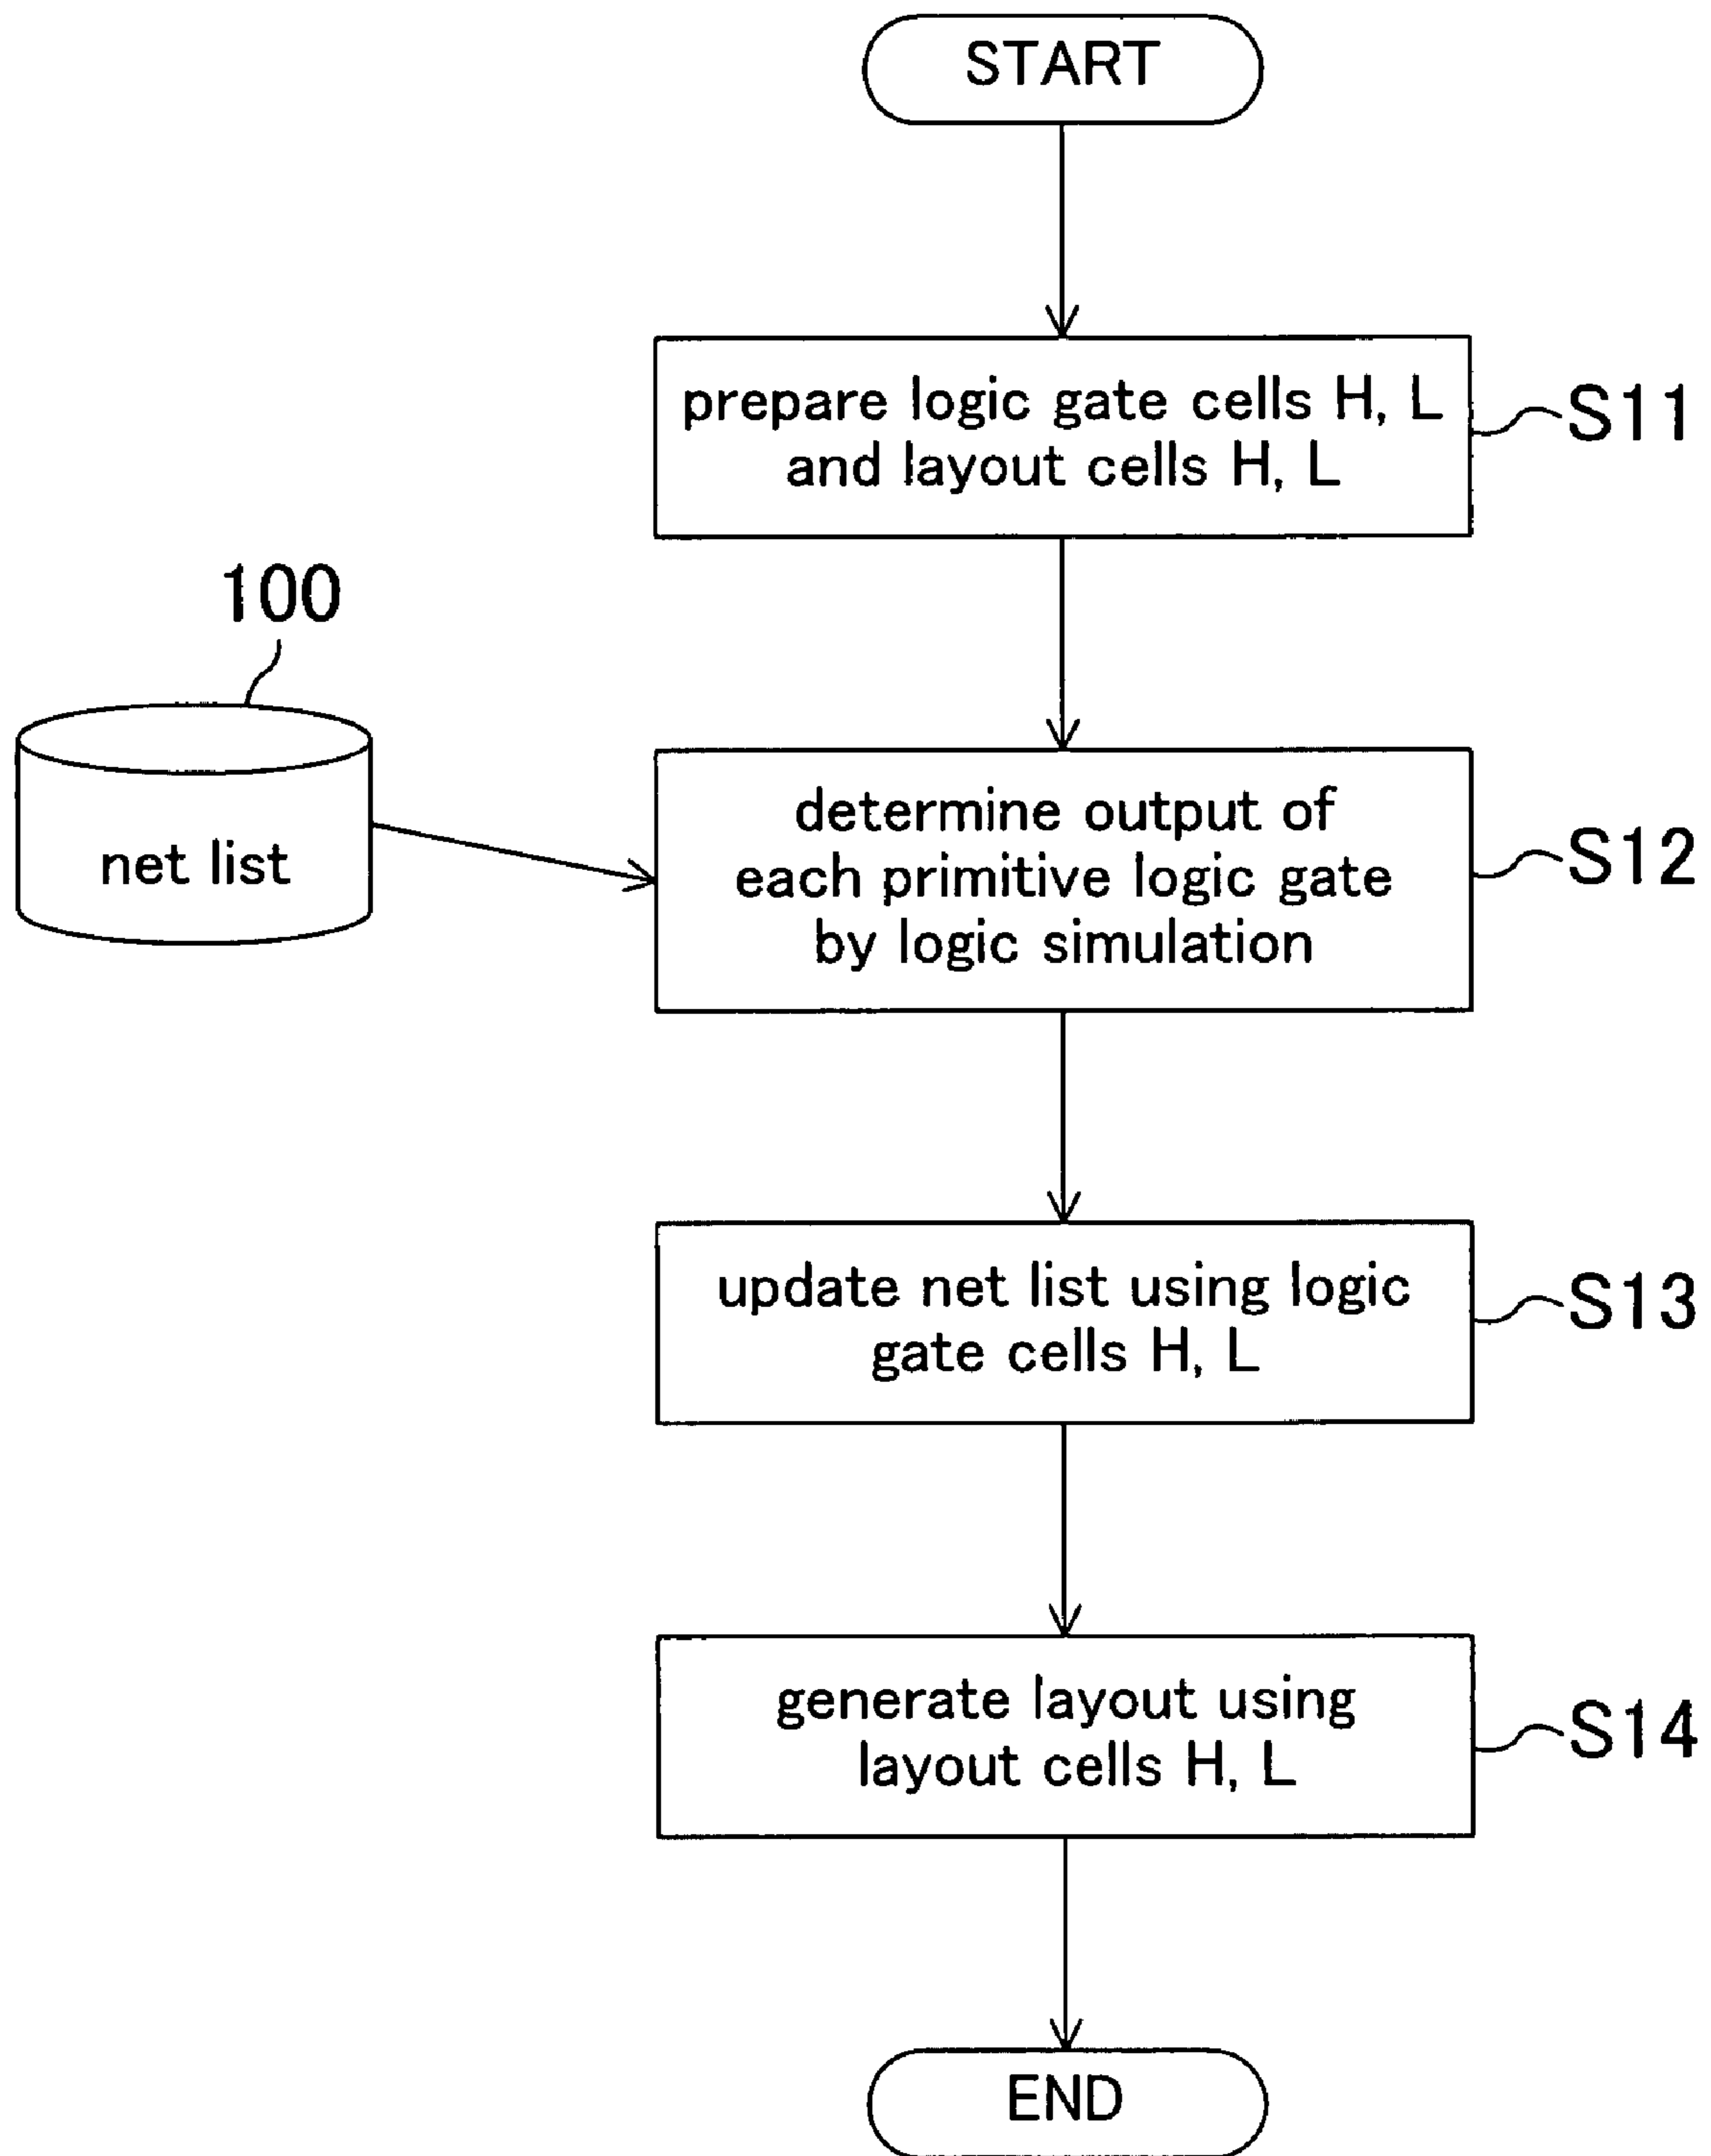 START
prepare logic gate cells H, L
and layout cells H, L
S11
100
net list
determine output of
each primitive logic gate
by logic simulation
S12
update net list using logic
gate cells H, L
S13
generate layout using
layout cells H, L
S14
END